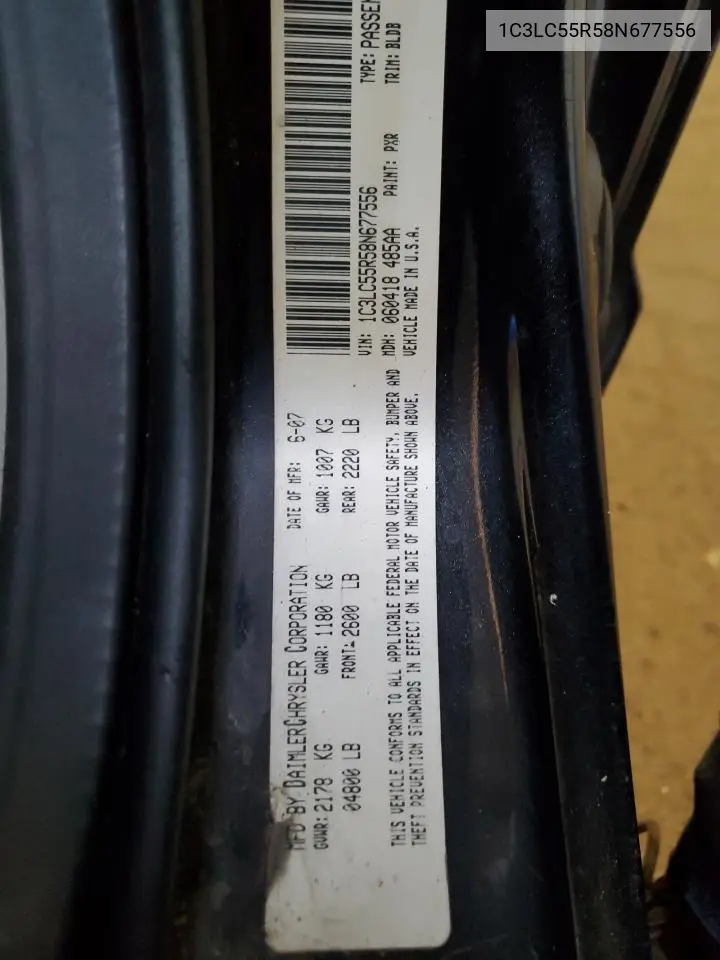 1C3LC55R58N677556
MFD BY DAIMLERCHRYSLER CORPORATION DATE OF MFR: 6-07
GVWR: 2178 KG GAWR: 1180 KG GAWR: 1007 KG
04800 LB FRONT: 2600 LB REAR: 2220 LB
VIN: 1C3LC55R58N677556 TYPE: PASSEN
MDH: 060418 485AA PAINT: PXR TRIM: BLDB
VEHICLE MADE IN U.S.A.
THIS VEHICLE CONFORMS TO ALL APPLICABLE FEDERAL MOTOR VEHICLE SAFETY, BUMPER AND
THEFT PREVENTION STANDARDS IN EFFECT ON THE DATE OF MANUFACTURE SHOWN ABOVE.